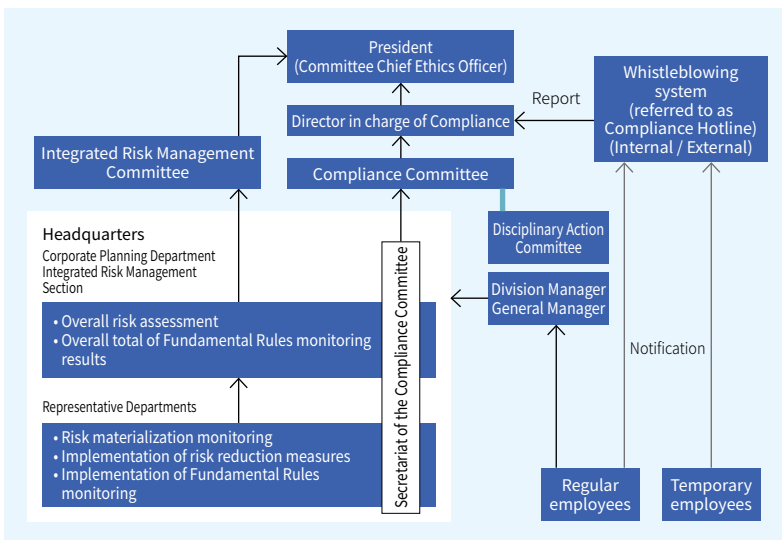 President
(Committee Chief Ethics Officer)
Director in charge of Compliance
Compliance Committee
Integrated Risk Management
Committee
Report
Whistleblowing
system
(referred to as
Compliance Hotline)
(Internal / External)
Disciplinary Action
Committee
Division Manager
General Manager
Notification
Headquarters
Corporate Planning Department
Integrated Risk Management
Section
• Overall risk assessment
• Overall total of Fundamental Rules monitoring
results
Representative Departments
• Risk materialization monitoring
• Implementation of risk reduction measures
• Implementation of Fundamental Rules
monitoring
Secretariat of the Compliance Committee
Regular
employees
Temporary
employees